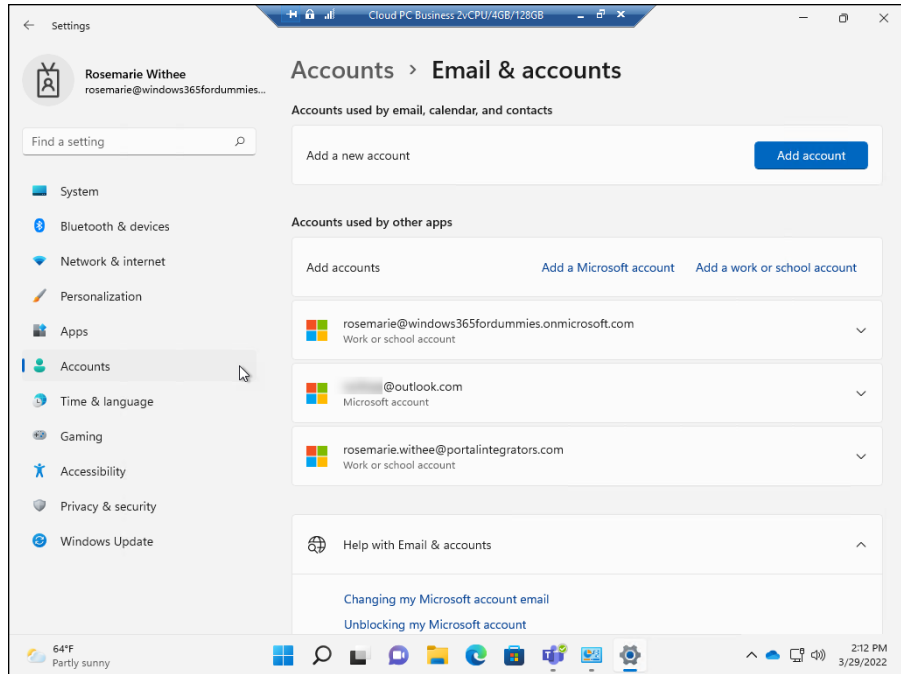 Settings
Cloud PC Business 2vCPU/4GB/128GB
Rosemarie Withee
rosemarie@windows365fordummies...
Find a setting
System
Bluetooth & devices
Network & internet
Personalization
Apps
Accounts
Time & language
Gaming
Accessibility
Privacy & security
Windows Update
Accounts > Email & accounts
Accounts used by email, calendar, and contacts
Add a new account
Add account
Accounts used by other apps
Add accounts
Add a Microsoft account
Add a work or school account
rosemarie@windows365fordummies.onmicrosoft.com
Work or school account
@outlook.com
Microsoft account
rosemarie.withee@portalintegrators.com
Work or school account
Help with Email & accounts
Changing my Microsoft account email
Unblocking my Microsoft account
64°F
Partly sunny
2:12 PM
3/29/2022